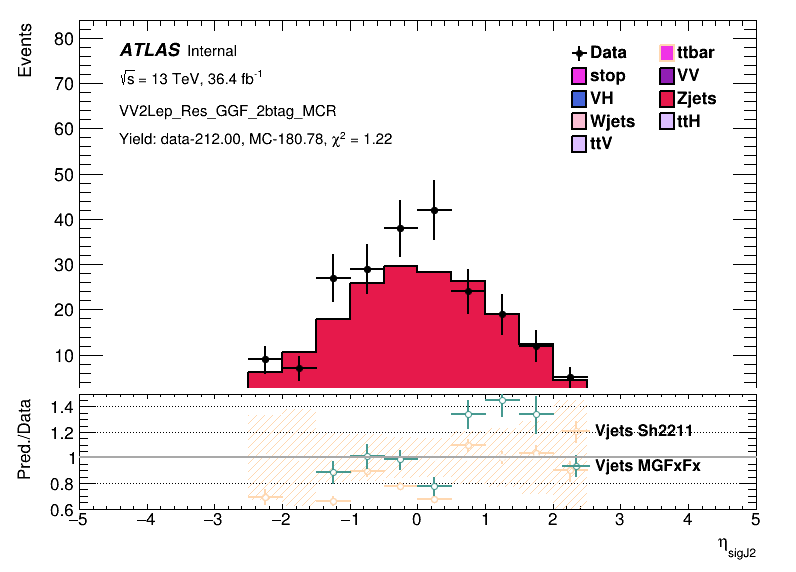 Events
80
70
60
50
40
30
20
10
ATLAS Internal
√s = 13 TeV, 36.4 fb⁻¹
VV2Lep_Res_GGF_2btag_MCR
Yield: data-212.00, MC-180.78, χ² = 1.22
Data ttbar
stop VV
VH Zjets
Wjets ttH
ttV
Pred./Data
1.4
1.2
1
0.8
0.6
Vjets Sh2211
Vjets MGFxFx
−5 −4 −3 −2 −1 0 1 2 3 4 5
η_sigJ2